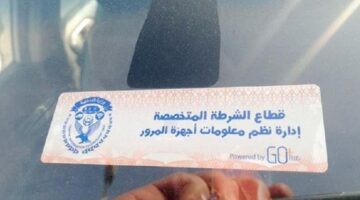 قطاع الشرطة المتخصصة
إدارة نظم معلومات أجهزة المرور
Powered by GO+